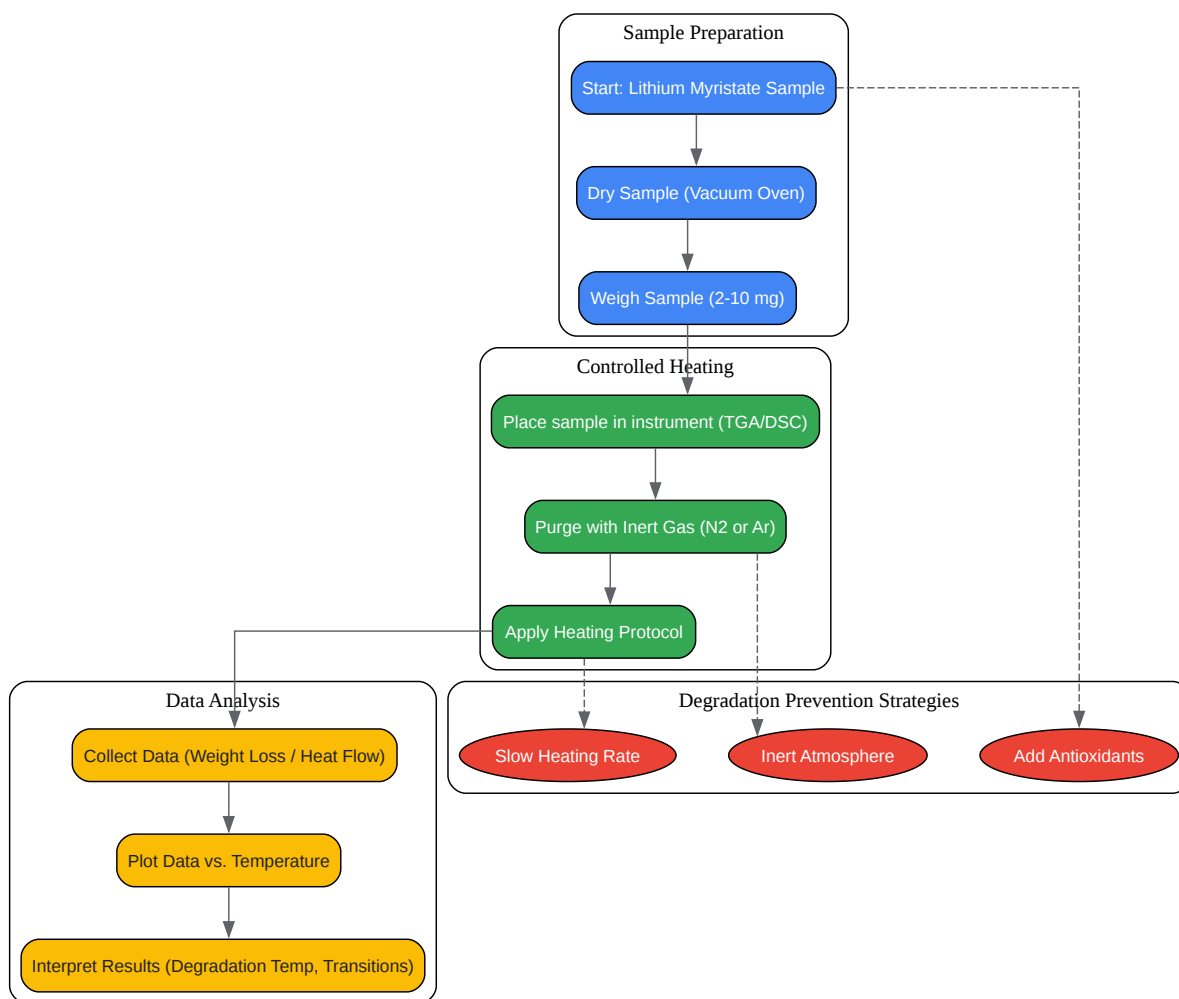 Sample Preparation
Start: Lithium Myristate Sample
Dry Sample (Vacuum Oven)
Weigh Sample (2-10 mg)
Controlled Heating
Place sample in instrument (TGA/DSC)
Purge with Inert Gas (N2 or Ar)
Apply Heating Protocol
Data Analysis
Collect Data (Weight Loss / Heat Flow)
Plot Data vs. Temperature
Interpret Results (Degradation Temp, Transitions)
Degradation Prevention Strategies
Slow Heating Rate
Inert Atmosphere
Add Antioxidants